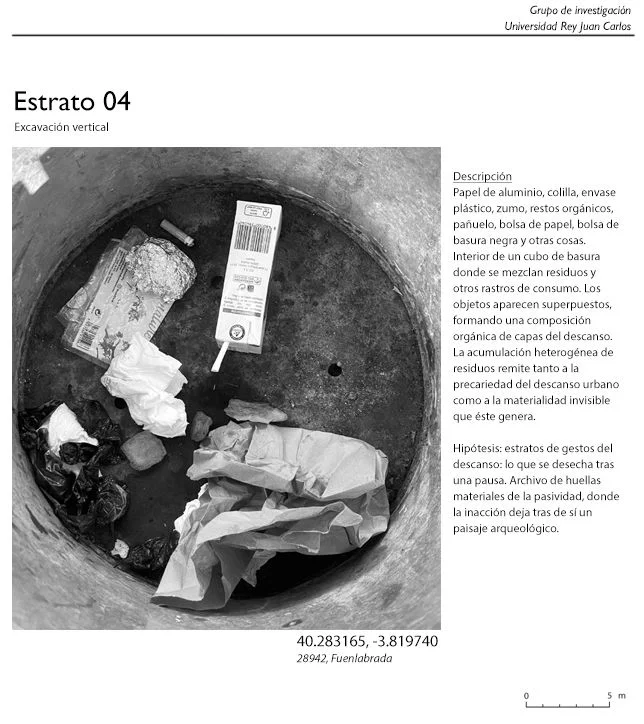 Grupo de investigación
Universidad Rey Juan Carlos
Estrato 04
Excavación vertical
Descripción
Papel de aluminio, colilla, envase
plástico, zumo, restos orgánicos,
pañuelo, bolsa de papel, bolsa de
basura negra y otras cosas.
Interior de un cubo de basura
donde se mezclan residuos y
otros rastros de consumo. Los
objetos aparecen superpuestos,
formando una composición
orgánica de capas del descanso.
La acumulación heterogénea de
residuos remite tanto a la
precariedad del descanso urbano
como a la materialidad invisible
que éste genera.
Hipótesis: estratos de gestos del
descanso: lo que se desecha tras
una pausa. Archivo de huellas
materiales de la pasividad, donde
la inacción deja tras de sí un
paisaje arqueológico.
40.283165, -3.819740
28942, Fuenlabrada
0 5 m